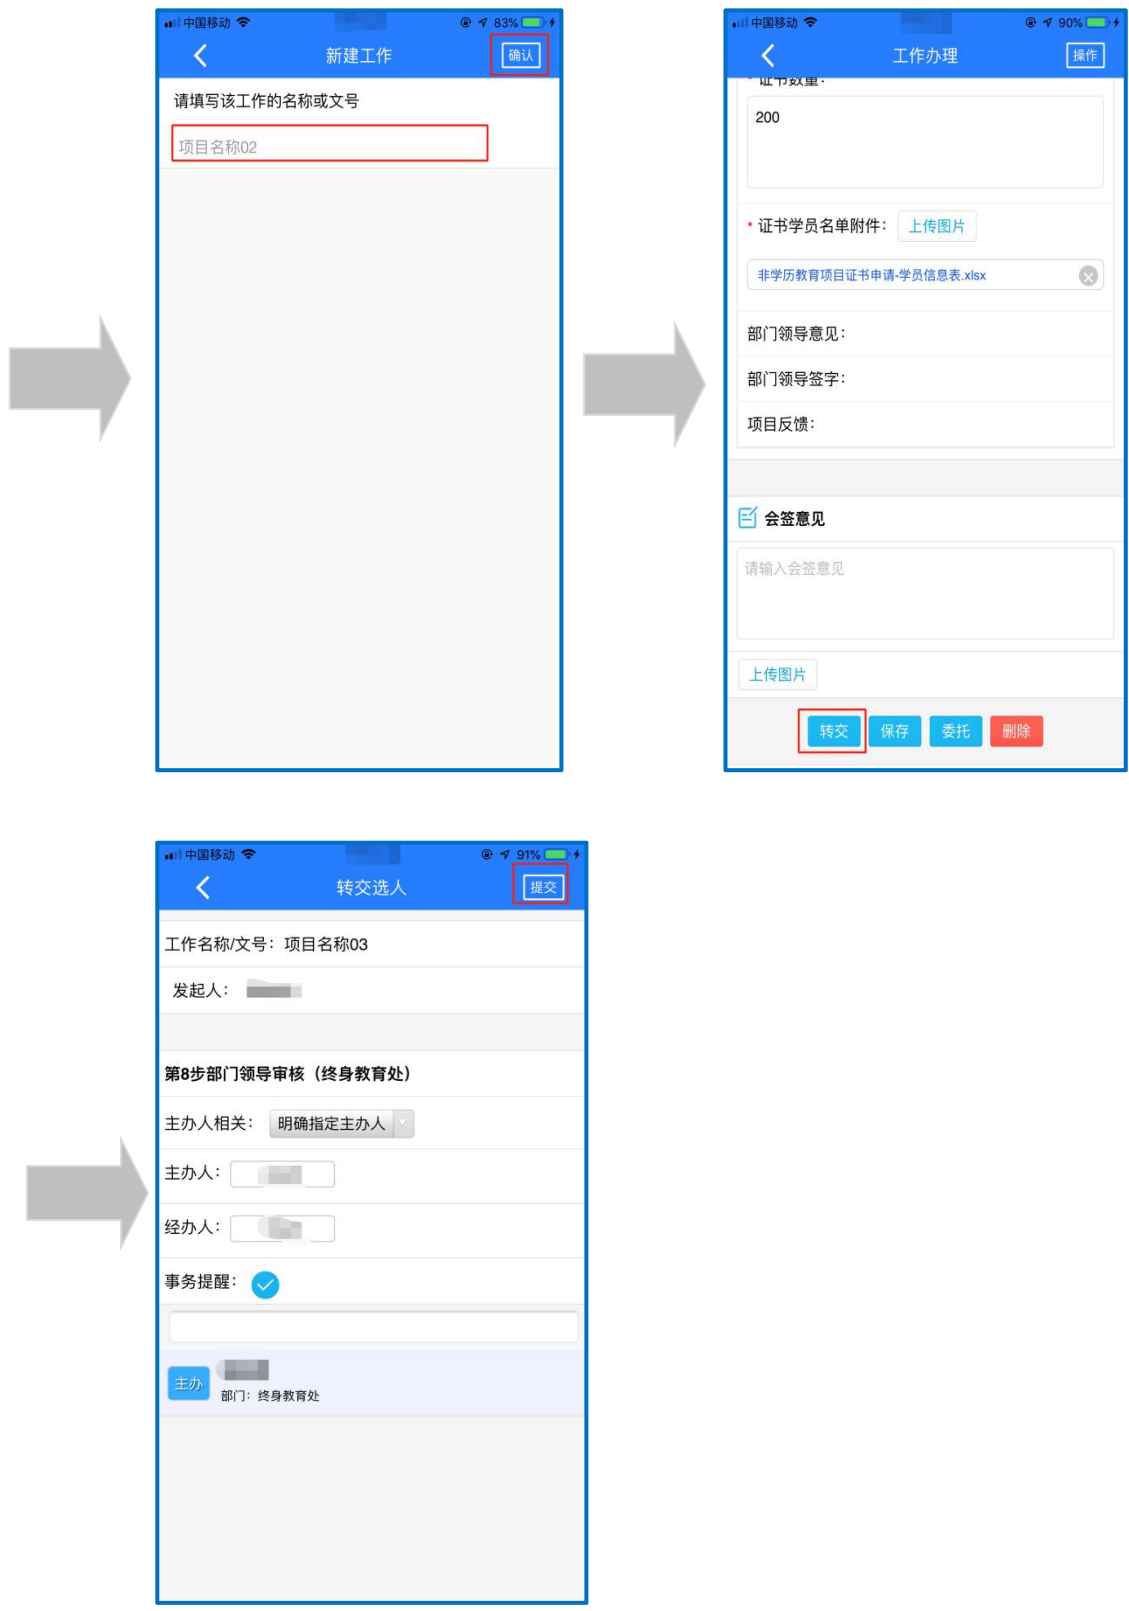 中国移动
83%
新建工作
确认
请填写该工作的名称或文号
项目名称02
中国移动
90%
工作办理
操作
* 证书数量：
200
* 证书学员名单附件：
上传图片
非学历教育项目证书申请-学员信息表.xlsx
部门领导意见：
部门领导签字：
项目反馈：
会签意见
请输入会签意见
上传图片
转交 保存 委托 删除
中国移动
91%
转交选人
提交
工作名称/文号：项目名称03
发起人：
第8步部门领导审核（终身教育处）
主办人相关： 明确指定主办人
主办人：
经办人：
事务提醒：
主办
部门：终身教育处